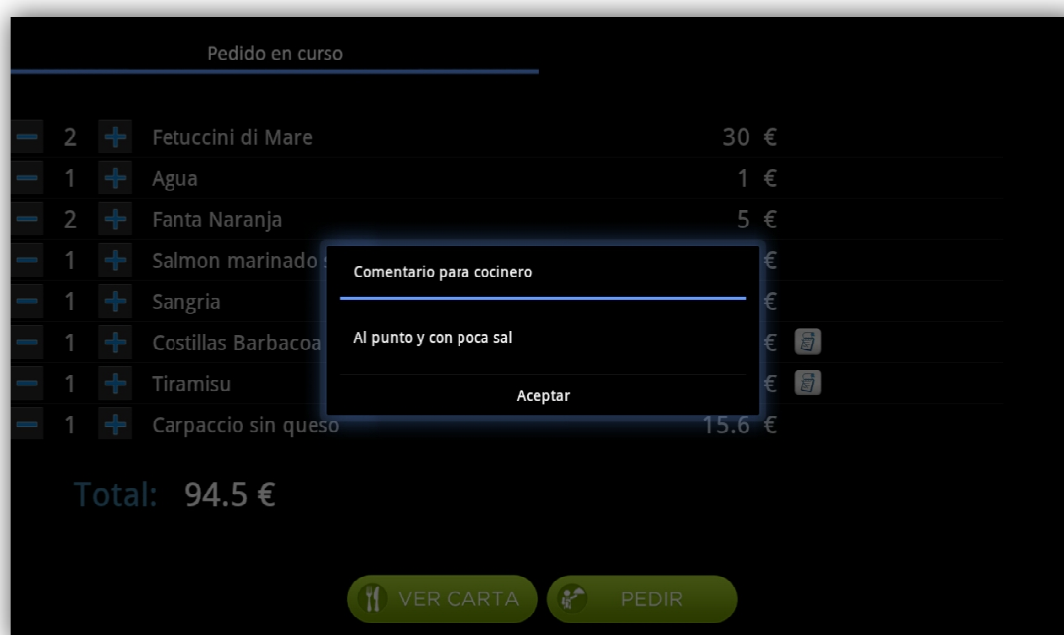 Pedido en curso
2 Fetuccini di Mare 30 €
1 Agua 1 €
2 Fanta Naranja 5 €
1 Salmon marinado €
Comentario para cocinero
1 Sangria €
1 Costillas Barbacoa €
Al punto y con poca sal
1 Tiramisu €
Aceptar
1 Carpaccio sin queso 15.6 €
Total: 94.5 €
VER CARTA PEDIR